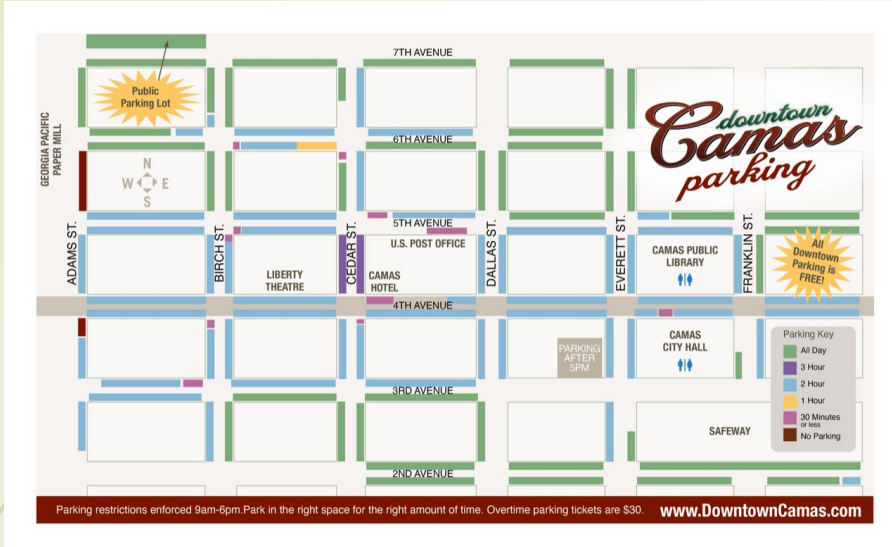 7TH AVENUE
Public
Parking Lot
GEORGIA PACIFIC
PAPER MILL
downtown
Camas
parking
6TH AVENUE
N
W E
S
5TH AVENUE
ADAMS ST.
BIRCH ST.
CEDAR ST.
DALLAS ST.
EVERETT ST.
FRANKLIN ST.
U.S. POST OFFICE
LIBERTY
THEATRE
CAMAS
HOTEL
CAMAS PUBLIC
LIBRARY
All
Downtown
Parking is
FREE!
4TH AVENUE
PARKING
AFTER
5PM
CAMAS
CITY HALL
Parking Key
All Day
3 Hour
2 Hour
1 Hour
30 Minutes
or less
No Parking
3RD AVENUE
SAFEWAY
2ND AVENUE
Parking restrictions enforced 9am-6pm.Park in the right space for the right amount of time. Overtime parking tickets are $30.
www.DowntownCamas.com